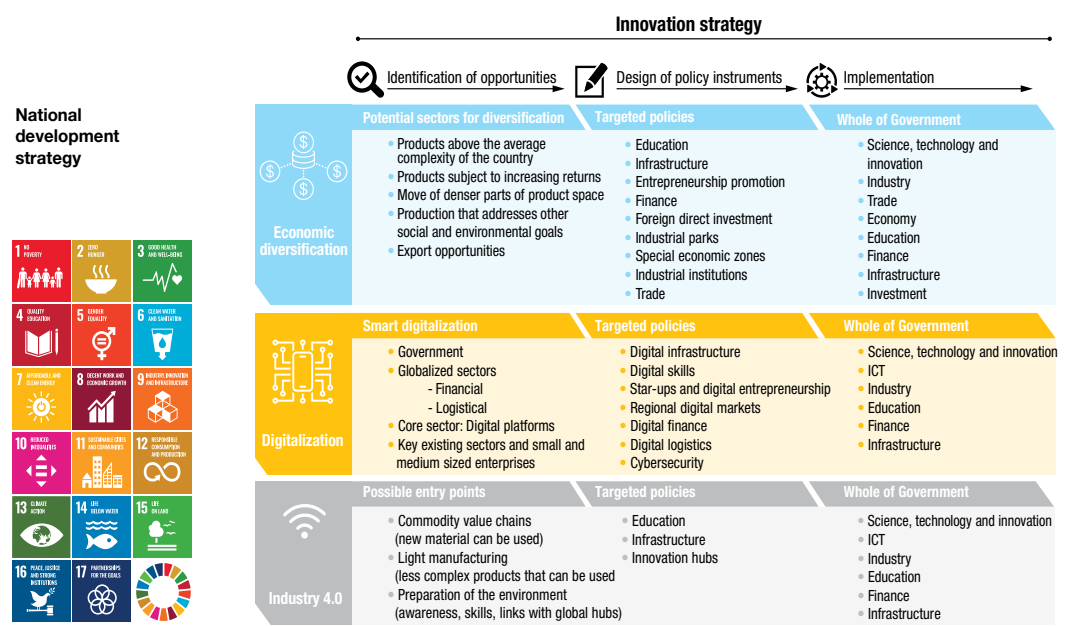 Innovation strategy
Identification of opportunities
Design of policy instruments
Implementation
National
development
strategy
1 NO
POVERTY
2 ZERO
HUNGER
3 GOOD HEALTH
AND WELL-BEING
4 QUALITY
EDUCATION
5 GENDER
EQUALITY
6 CLEAN WATER
AND SANITATION
7 AFFORDABLE AND
CLEAN ENERGY
8 DECENT WORK AND
ECONOMIC GROWTH
9 INDUSTRY, INNOVATION
AND INFRASTRUCTURE
10 REDUCED
INEQUALITIES
11 SUSTAINABLE CITIES
AND COMMUNITIES
12 RESPONSIBLE
CONSUMPTION
AND PRODUCTION
13 CLIMATE
ACTION
14 LIFE
BELOW WATER
15 LIFE
ON LAND
16 PEACE, JUSTICE
AND STRONG
INSTITUTIONS
17 PARTNERSHIPS
FOR THE GOALS
$
$ $
$
Economic
diversification
Potential sectors for diversification
• Products above the average
complexity of the country
• Products subject to increasing returns
• Move of denser parts of product space
• Production that addresses other
social and environmental goals
• Export opportunities
Targeted policies
• Education
• Infrastructure
• Entrepreneurship promotion
• Finance
• Foreign direct investment
• Industrial parks
• Special economic zones
• Industrial institutions
• Trade
Whole of Government
• Science, technology and
innovation
• Industry
• Trade
• Economy
• Education
• Finance
• Infrastructure
• Investment
Digitalization
Smart digitalization
• Government
• Globalized sectors
- Financial
- Logistical
• Core sector: Digital platforms
• Key existing sectors and small and
medium sized enterprises
Targeted policies
• Digital infrastructure
• Digital skills
• Star-ups and digital entrepreneurship
• Regional digital markets
• Digital finance
• Digital logistics
• Cybersecurity
Whole of Government
• Science, technology and innovation
• ICT
• Industry
• Education
• Finance
• Infrastructure
Industry 4.0
Possible entry points
• Commodity value chains
(new material can be used)
• Light manufacturing
(less complex products that can be used
• Preparation of the environment
(awareness, skills, links with global hubs)
Targeted policies
• Education
• Infrastructure
• Innovation hubs
Whole of Government
• Science, technology and innovation
• ICT
• Industry
• Education
• Finance
• Infrastructure